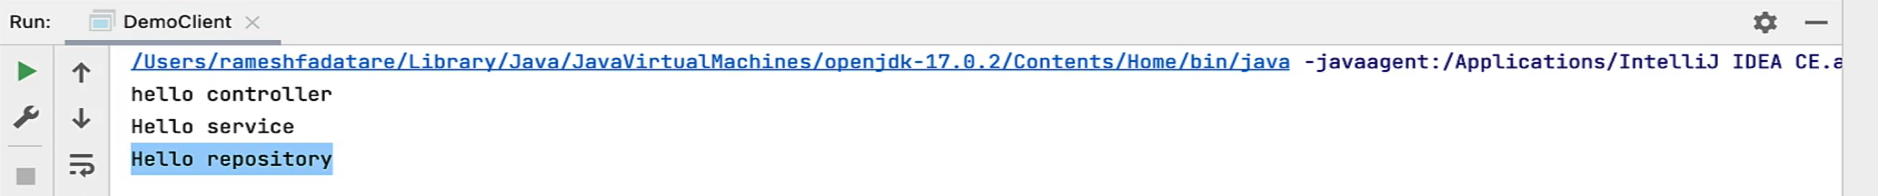 Run: DemoClient
/Users/rameshfadatare/Library/Java/JavaVirtualMachines/openjdk-17.0.2/Contents/Home/bin/java -javaagent:/Applications/IntelliJ IDEA CE.a
hello controller
Hello service
Hello repository